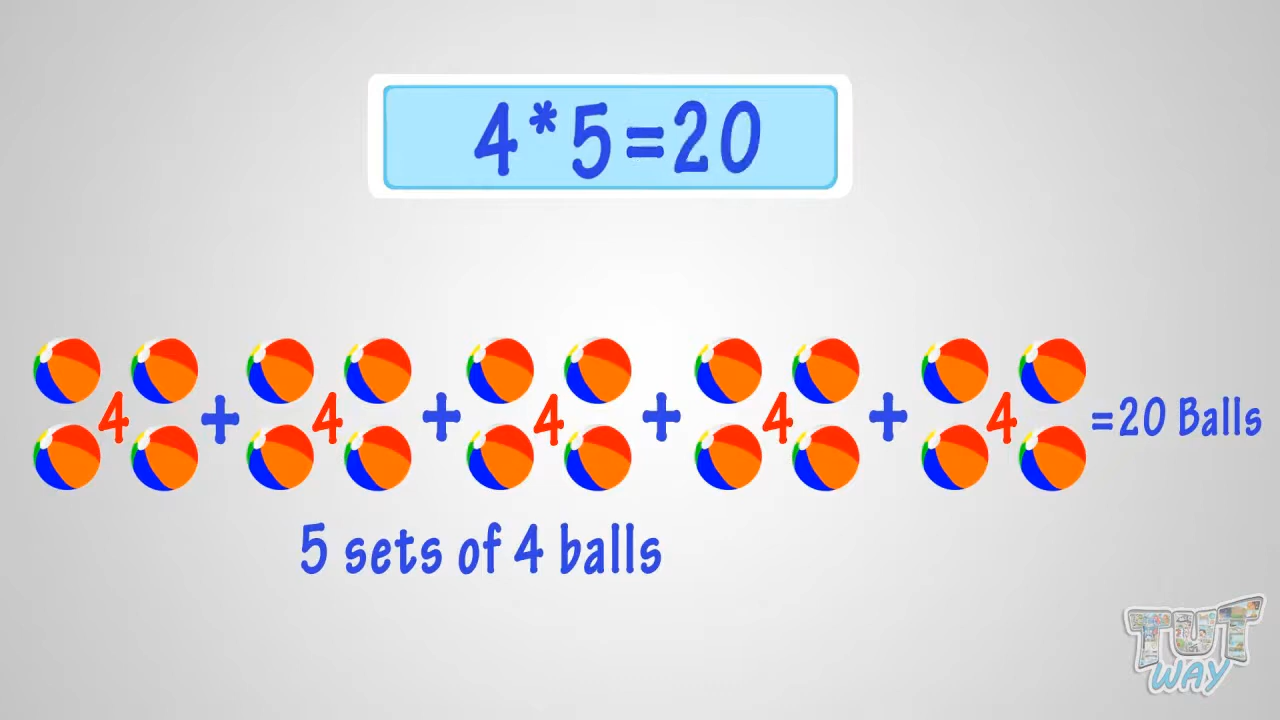 4*5=20
4 + 4 + 4 + 4 + 4 =20 Balls
5 sets of 4 balls
TUT
WAY